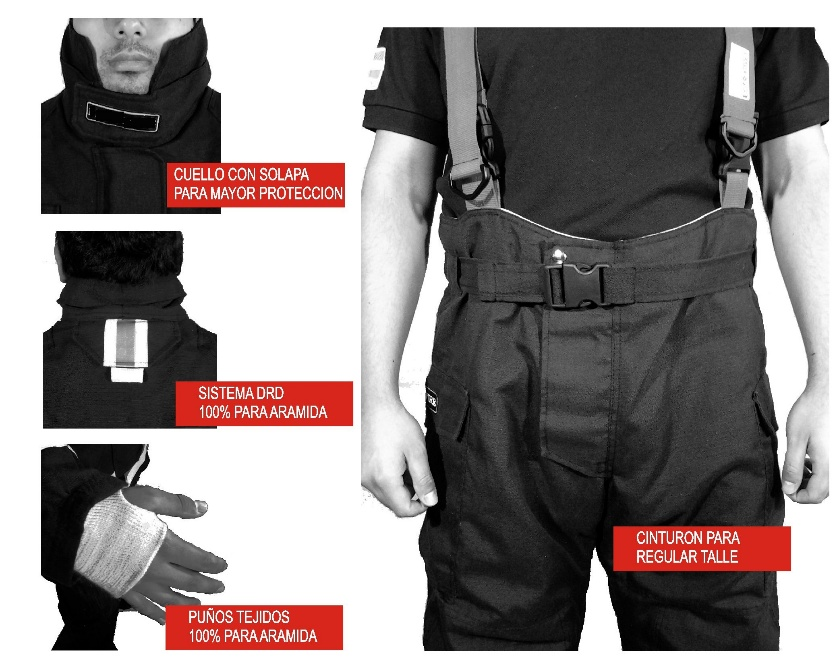 CUELLO CON SOLAPA
PARA MAYOR PROTECCION
SISTEMA DRD
100% PARA ARAMIDA
PUÑOS TEJIDOS
100% PARA ARAMIDA
CINTURON PARA
REGULAR TALLE